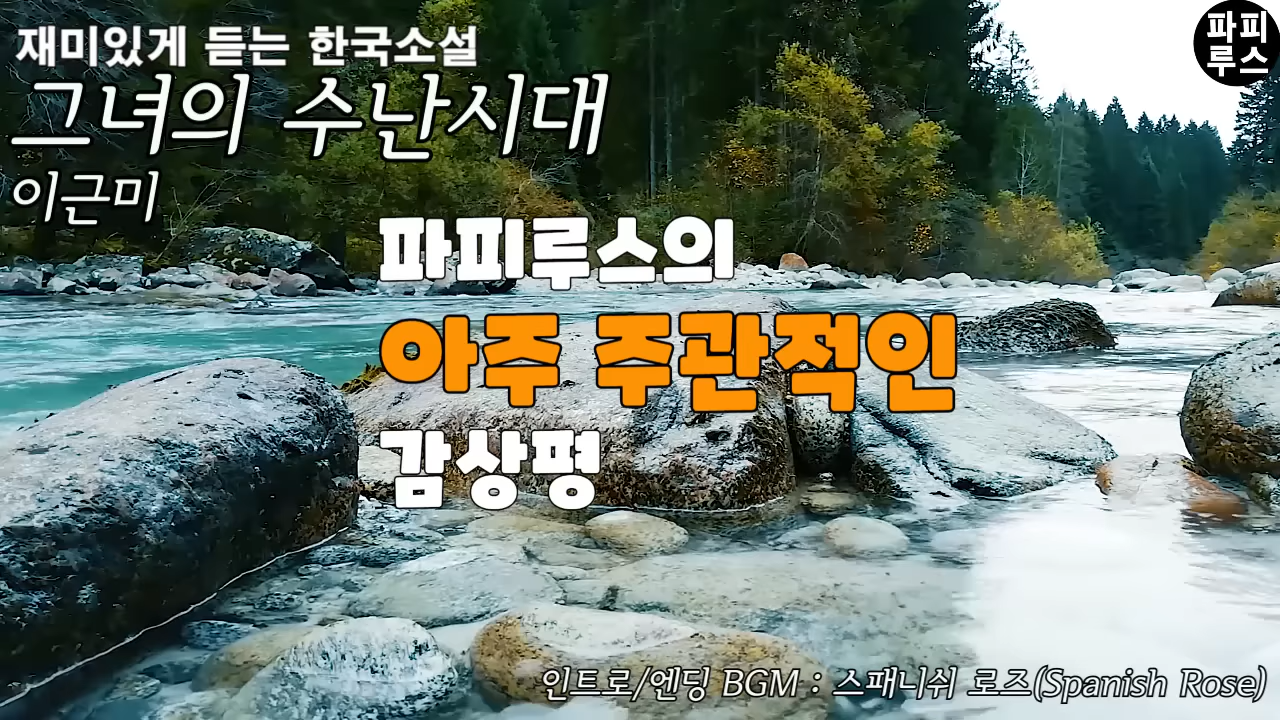 재미있게 듣는 한국소설
그녀의 수난시대
이근미
파피
루스
파피루스의
아주 주관적인
감상평
인트로/엔딩 BGM : 스패니쉬 로즈(Spanish Rose)